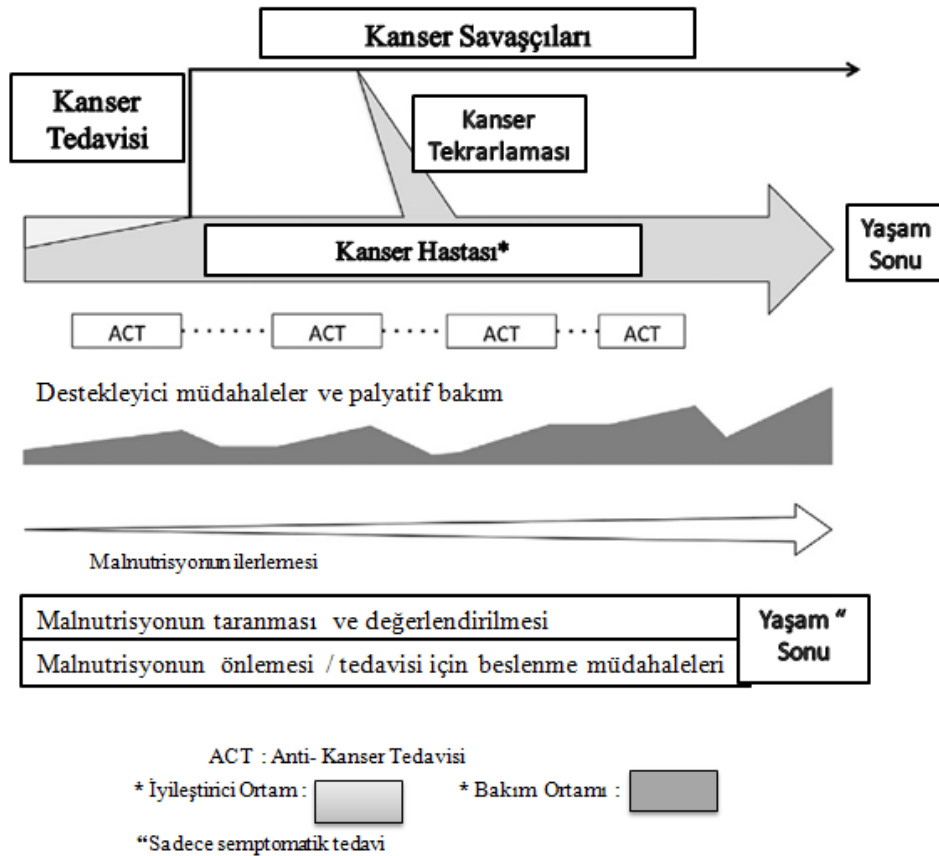 Kanser Savaşçıları
Kanser
Tedavisi
Kanser
Tekrarlaması
Kanser Hastası*
Yaşam
Sonu
ACT
ACT
ACT
ACT
Destekleyici müdahaleler ve palyatif bakım
Malnutrisyonun ilerlemesi
Malnutrisyonun taranması ve değerlendirilmesi
Malnutrisyonun önlemesi / tedavisi için beslenme müdahaleleri
Yaşam “
Sonu
ACT : Anti- Kanser Tedavisi
* İyileştirici Ortam :
* Bakım Ortamı :
“Sadece semptomatik tedavi